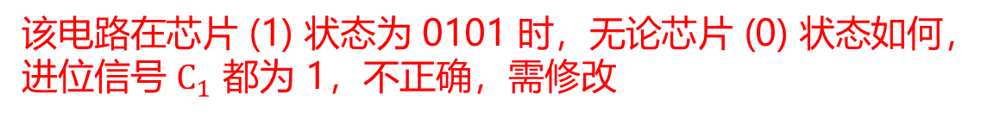 该电路在芯片 (1) 状态为 0101 时，无论芯片 (0) 状态如何，
进位信号 C₁ 都为 1，不正确，需修改